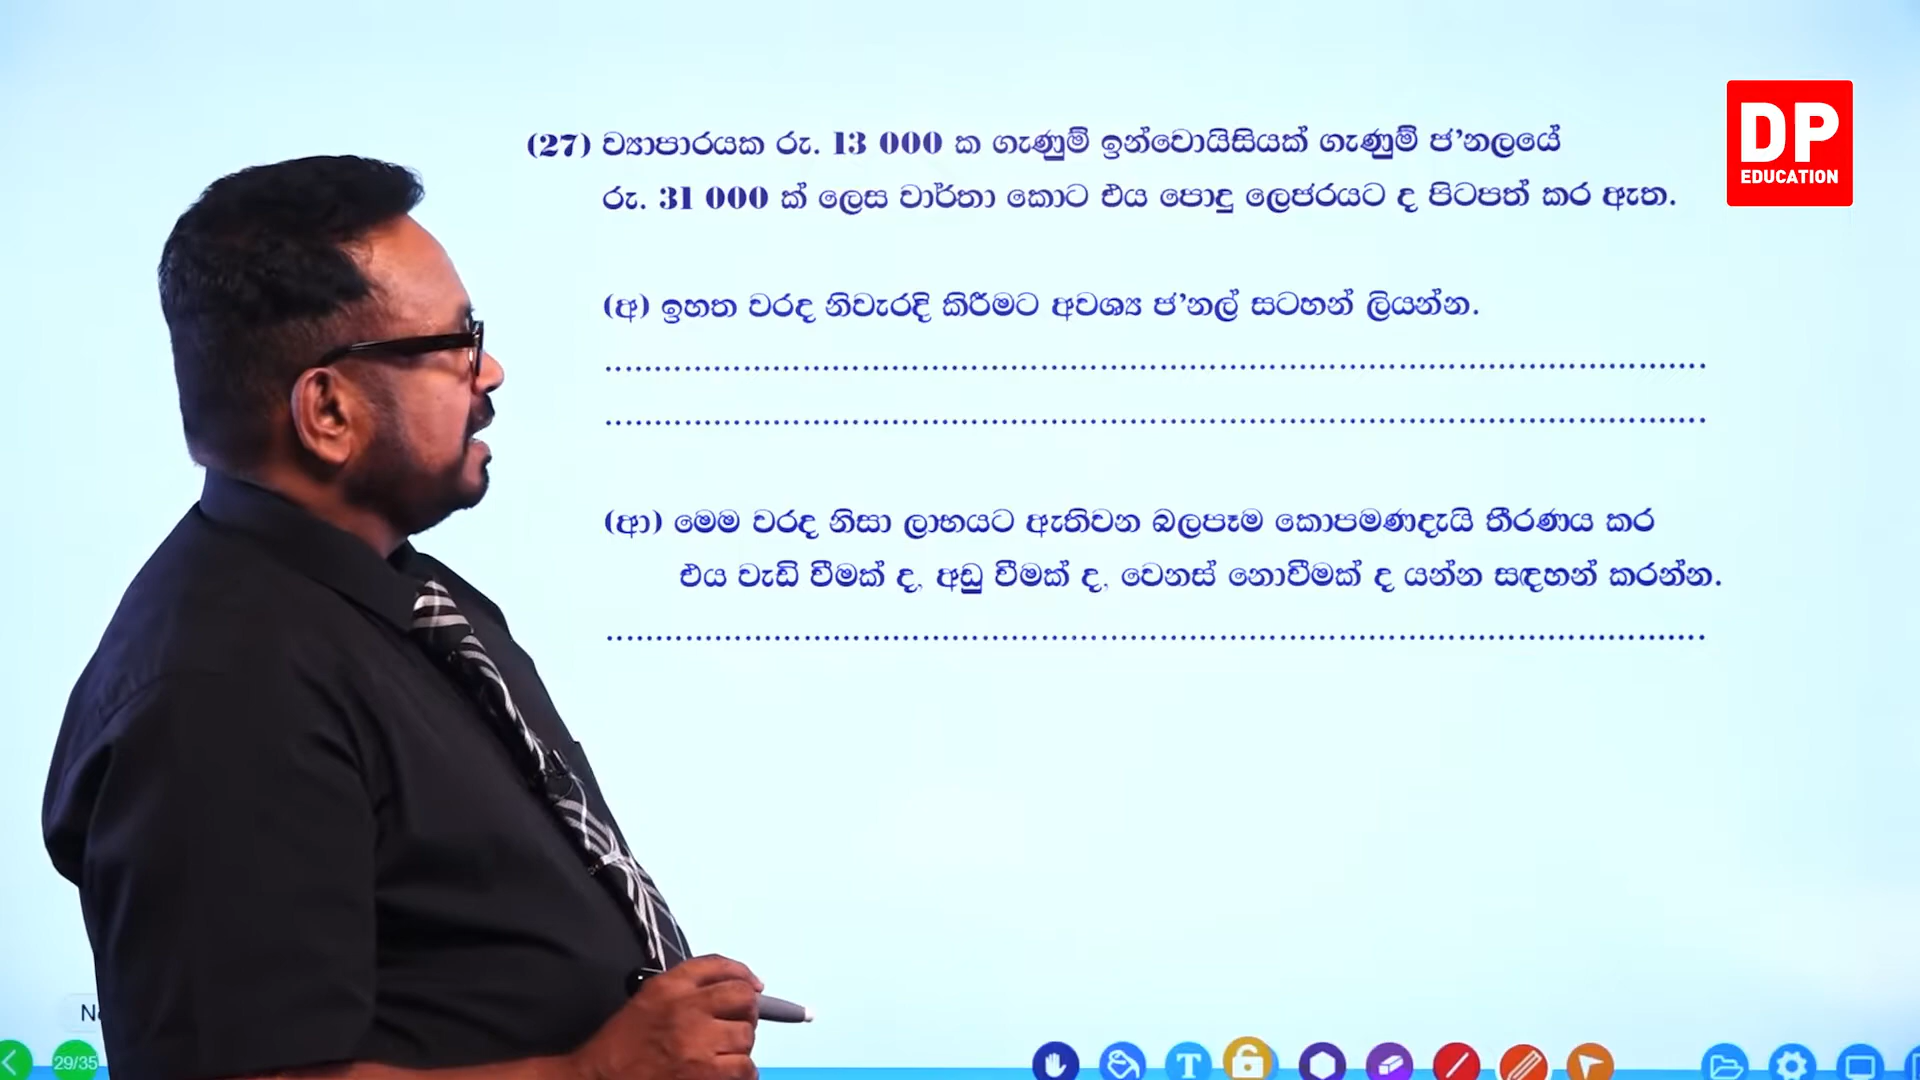 DP
EDUCATION
(27) ව්‍යාපාරයක රු. 13 000 ක ගැණුම් ඉන්වොයිසියක් ගැණුම් ජ’නලයේ
රු. 31 000 ක් ලෙස වාර්තා කොට එය පොදු ලෙජරයට ද පිටපත් කර ඇත.
(අ) ඉහත වරද නිවැරදි කිරීමට අවශ්‍ය ජ’නල් සටහන් ලියන්න.
(ආ) මෙම වරද නිසා ලාභයට ඇතිවන බලපෑම කොපමණදැයි තීරණය කර
එය වැඩි වීමක් ද, අඩු වීමක් ද, වෙනස් නොවීමක් ද යන්න සඳහන් කරන්න.
29/35
T